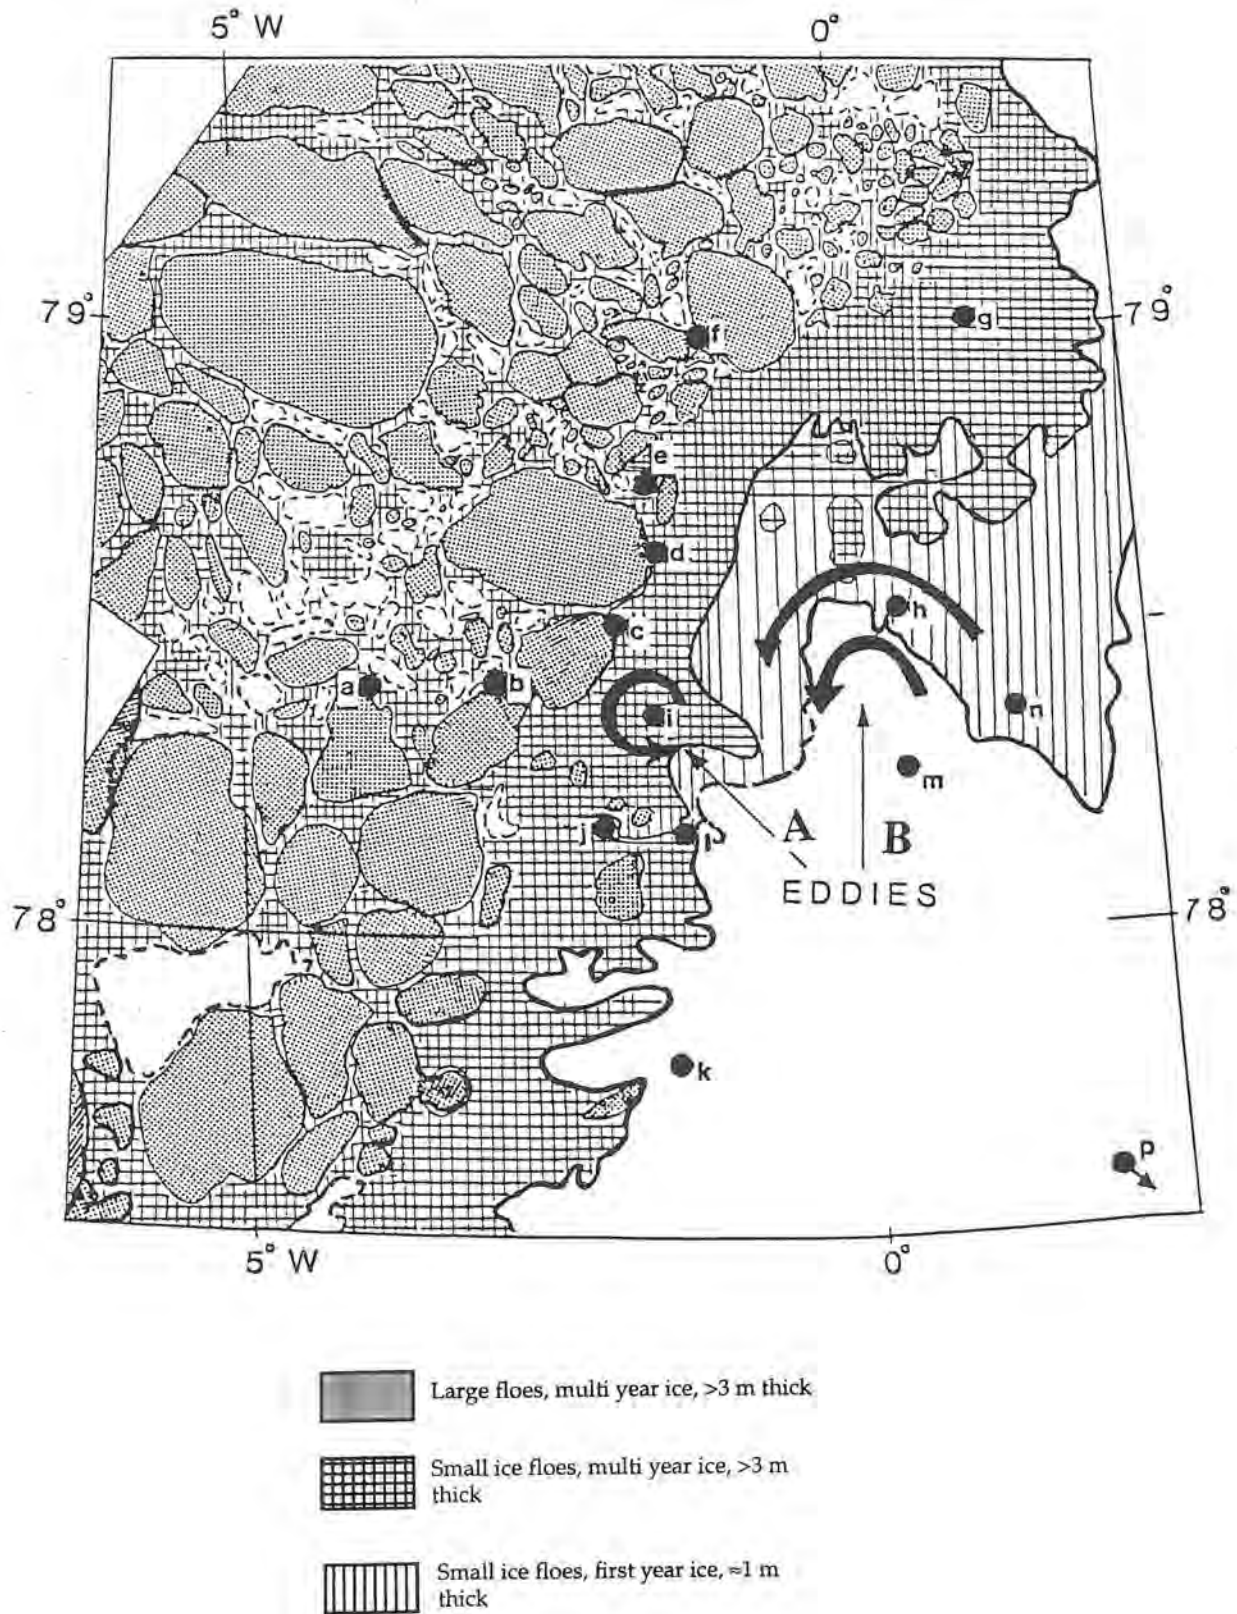 5° W
0°
79°
79°
f
g
e
d
h
c
a
b
i
n
m
j
l
A
B
EDDIES
78°
78°
k
p
5° W
0°
Large floes, multi year ice, >3 m thick
Small ice floes, multi year ice, >3 m
thick
Small ice floes, first year ice, ≈1 m
thick